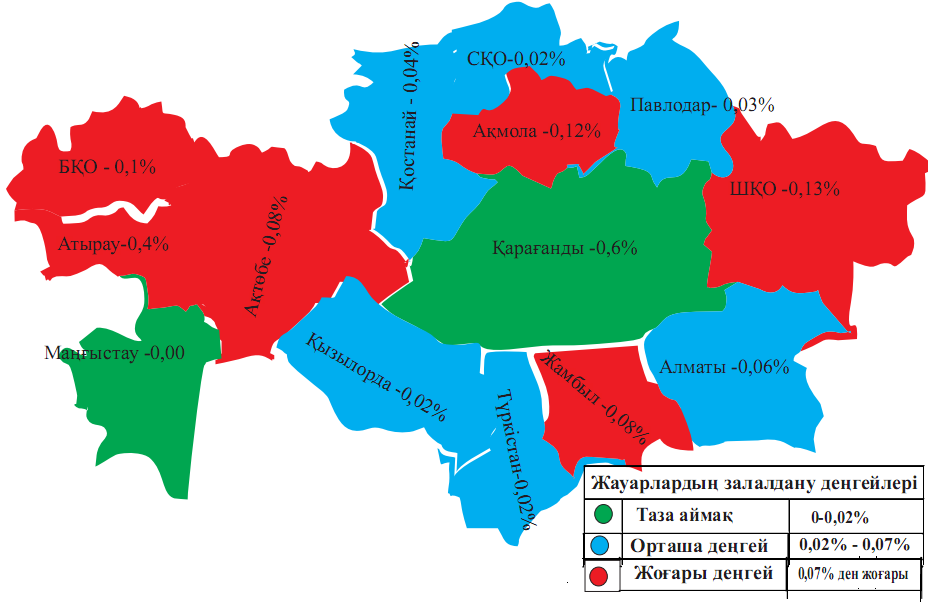 СҚО-0,02%
Қостанай - 0,04%
Павлодар- 0,03%
Ақмола -0,12%
БҚО - 0,1%
ШҚО -0,13%
Атырау-0,4%
Ақтөбе -0,08%
Қарағанды -0,6%
Маңғыстау -0,00
Қызылорда -0,02%
Түркістан-0,02%
Жамбыл -0,08%
Алматы -0,06%
Жауарлардың залалдану деңгейлері
Таза аймақ 0-0,02%
Орташа деңгей 0,02% - 0,07%
Жоғары деңгей 0,07% ден жоғары